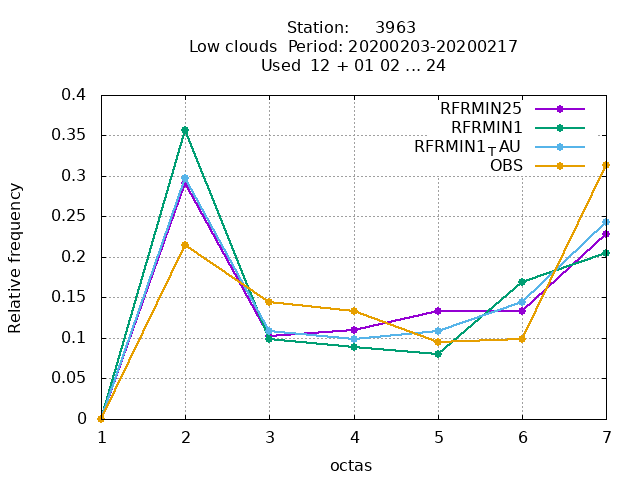 Station: 3963
Low clouds Period: 20200203-20200217
Used 12 + 01 02 ... 24
RFRMIN25
RFRMIN1
RFRMIN1_TAU
OBS
Relative frequency
0.4
0.35
0.3
0.25
0.2
0.15
0.1
0.05
0
1 2 3 4 5 6 7
octas